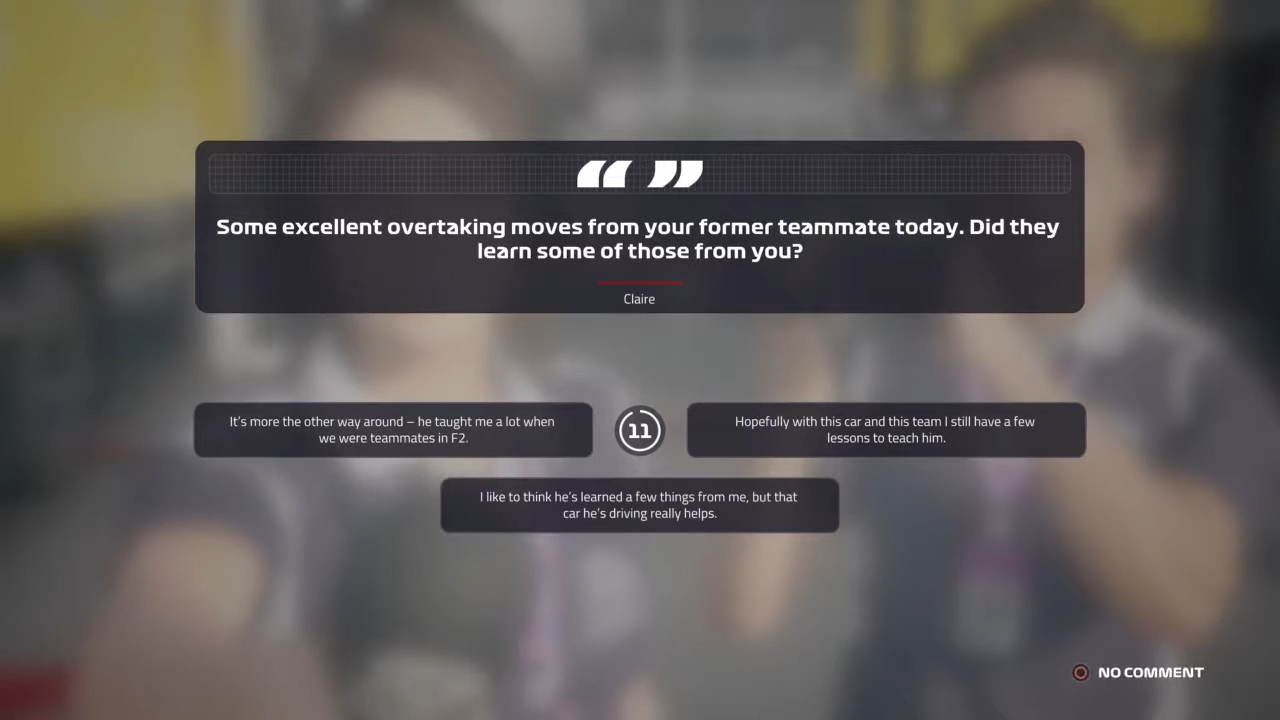 “ ”
Some excellent overtaking moves from your former teammate today. Did they
learn some of those from you?
Claire
It's more the other way around – he taught me a lot when
we were teammates in F2.
11
Hopefully with this car and this team I still have a few
lessons to teach him.
I like to think he's learned a few things from me, but that
car he's driving really helps.
NO COMMENT